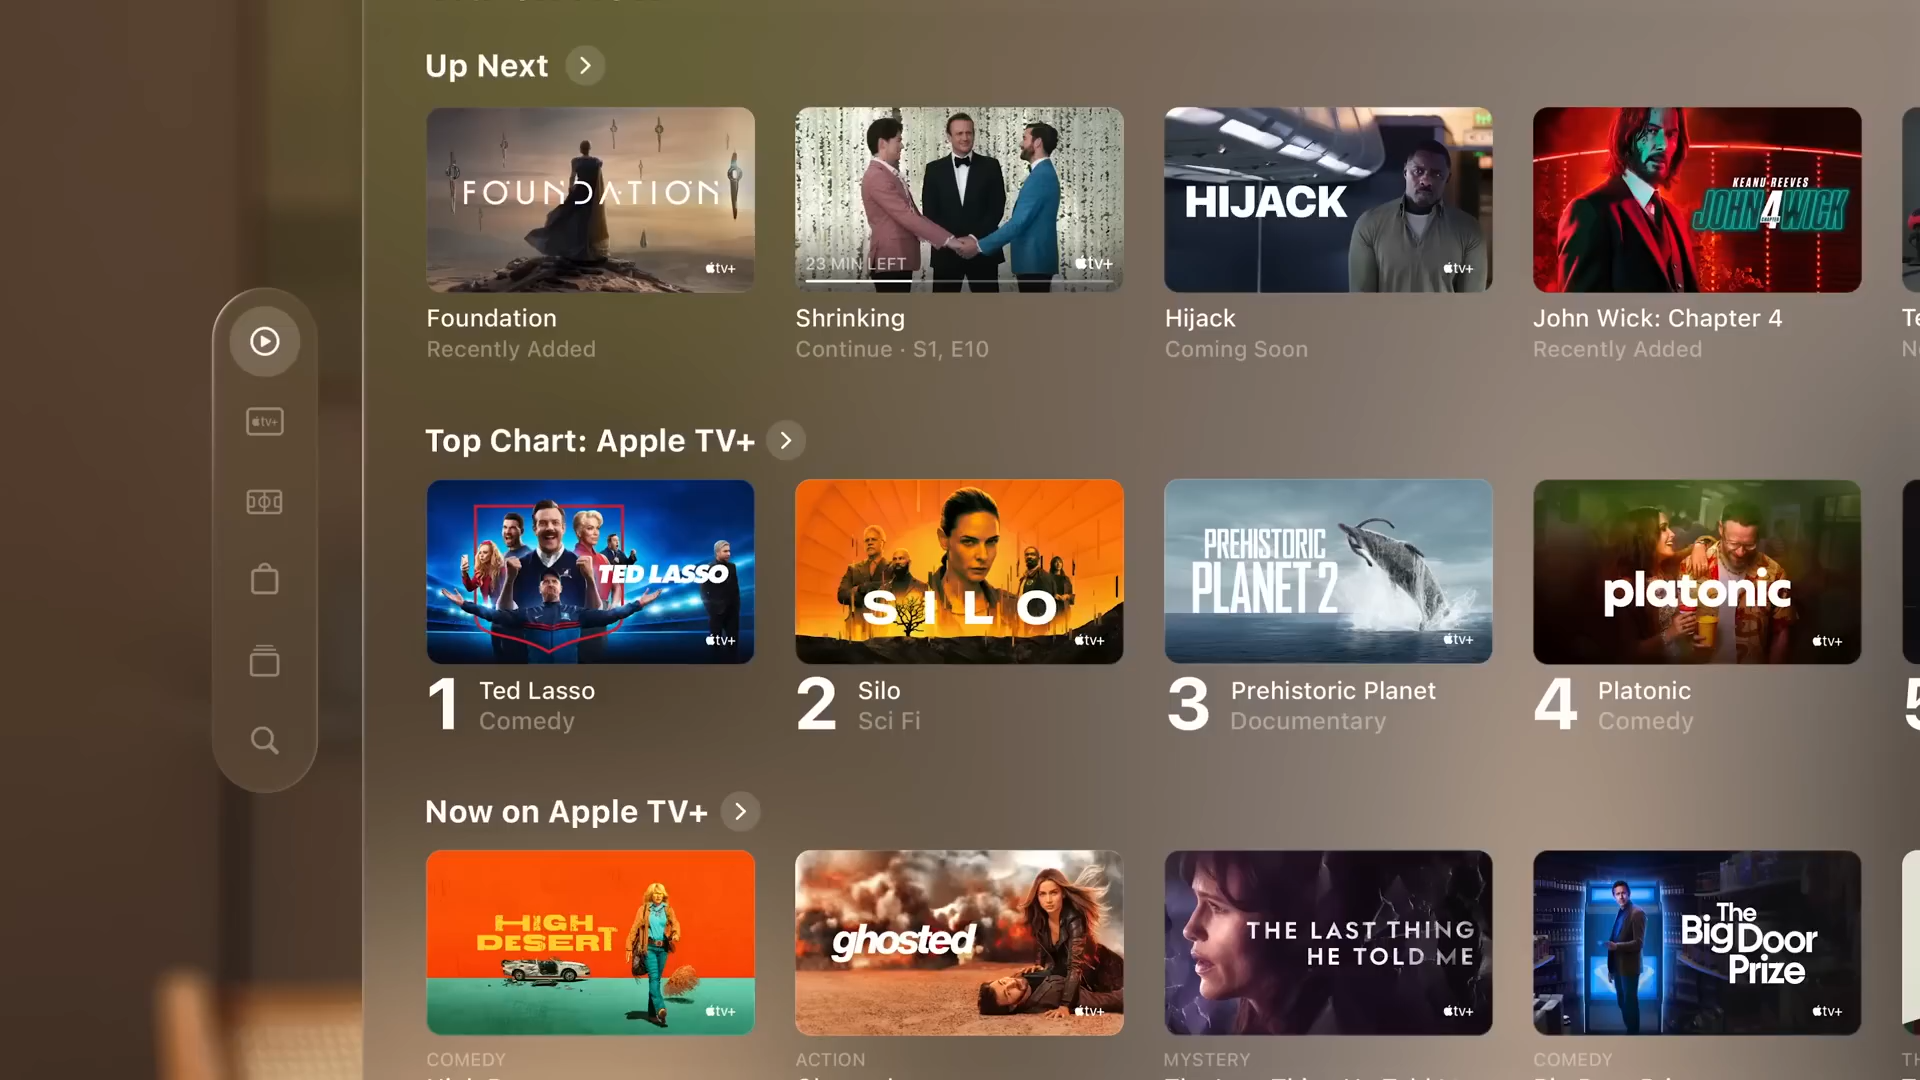 Up Next
FOUNDATION
tv+
23 MIN LEFT
tv+
HIJACK
tv+
KEANU REEVES
JOHN WICK
CHAPTER 4
Foundation
Recently Added
Shrinking
Continue · S1, E10
Hijack
Coming Soon
John Wick: Chapter 4
Recently Added
tv+
Top Chart: Apple TV+
TED LASSO
tv+
SILO
tv+
PREHISTORIC
PLANET 2
tv+
platonic
tv+
1 Ted Lasso
Comedy
2 Silo
Sci Fi
3 Prehistoric Planet
Documentary
4 Platonic
Comedy
5
Now on Apple TV+
HIGH
DESERT
tv+
ghosted
tv+
THE LAST THING
HE TOLD ME
tv+
The
Big Door
Prize
tv+
COMEDY
ACTION
MYSTERY
COMEDY